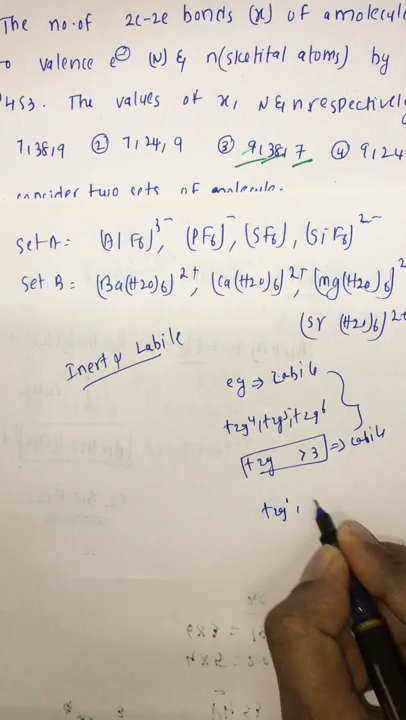 The no.of 2c-2e bonds (x) of a molecule
to valence e⊖ (N) & n(sketital atoms) by
4S3. The values of x, N & n respectively
7,38,9 ② 7,24,9 ③ 9,38,7 ④ 9,24
concider two sets of molecule.
Set A = (AlF6)3-, (PF6)-, (SF6), (SiF6)2-
Set B = (Ba(H2O)6)2+, (Ca(H2O)6)2+, (mg(H2O)6)2
(Sr (H2O)6)2+
Inert & Labile
eg ⇒ Labile
t2g4, t2g5, t2g6
t2g >3 ⇒ Labile
t2g1,